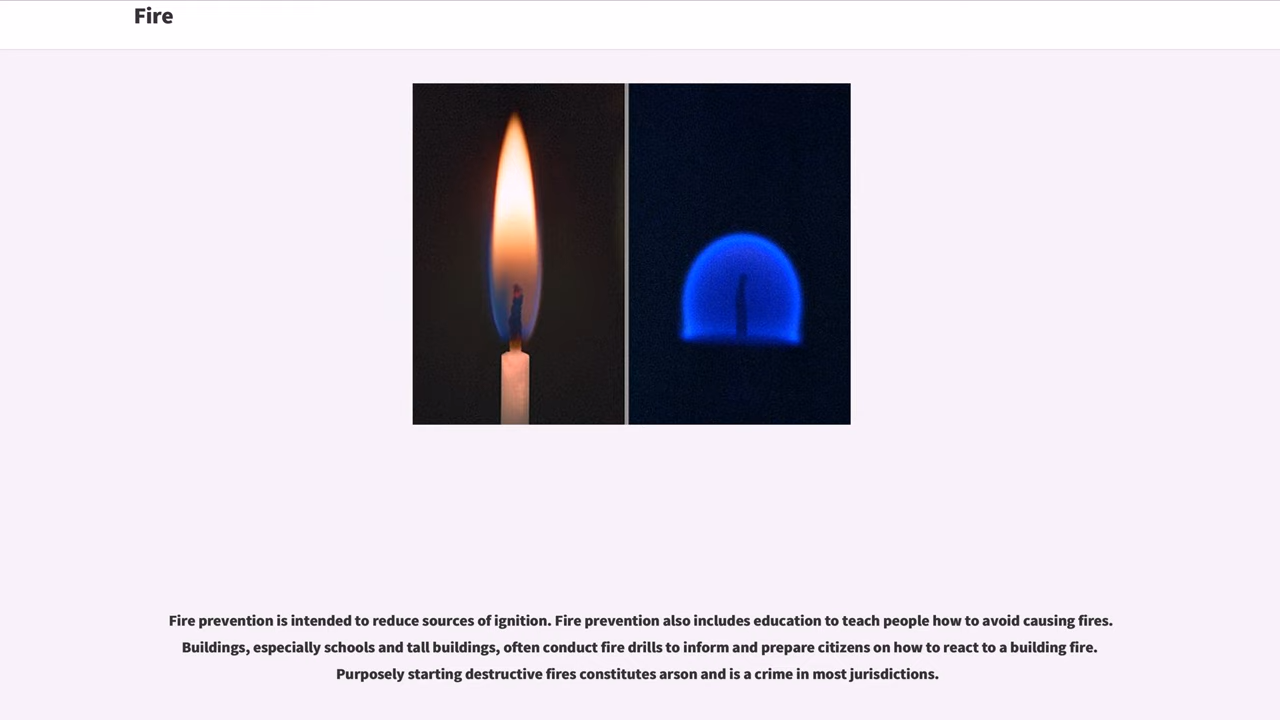 Fire
Fire prevention is intended to reduce sources of ignition. Fire prevention also includes education to teach people how to avoid causing fires.
Buildings, especially schools and tall buildings, often conduct fire drills to inform and prepare citizens on how to react to a building fire.
Purposely starting destructive fires constitutes arson and is a crime in most jurisdictions.